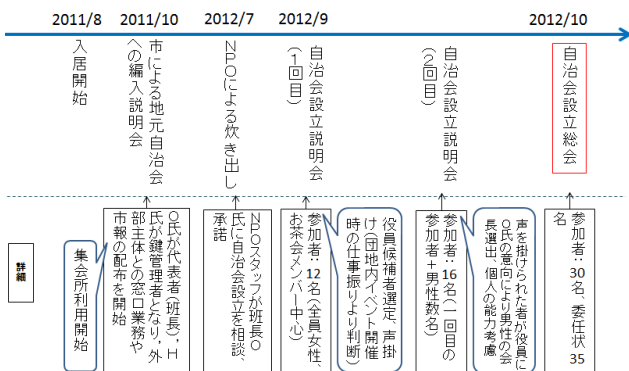 2011/8
2011/10
2012/7
2012/9
2012/10
入居開始
市による地元自治会
への編入説明会
NPOによる炊き出し
自治会設立説明会
(1回目)
自治会設立説明会
(2回目)
自治会設立総会
詳細
集会所利用開始
O氏が代表者(班長)，H
氏が鍵管理者となり，外
部主体との窓口業務や
市報の配布を開始
NPOスタッフが班長O
氏に自治会設立を相談、
承諾
参加者：12名(全員女性、
お茶会メンバー中心)
役員候補者選定、声掛
け(団地内イベント開催
時の仕事振りより判断)
参加者：16名(一回目の
参加者＋男性数名)
声を掛けられた者が役員に
O氏の意向により男性の会
長選出、個人の能力考慮
参加者：30名、委任状35
名